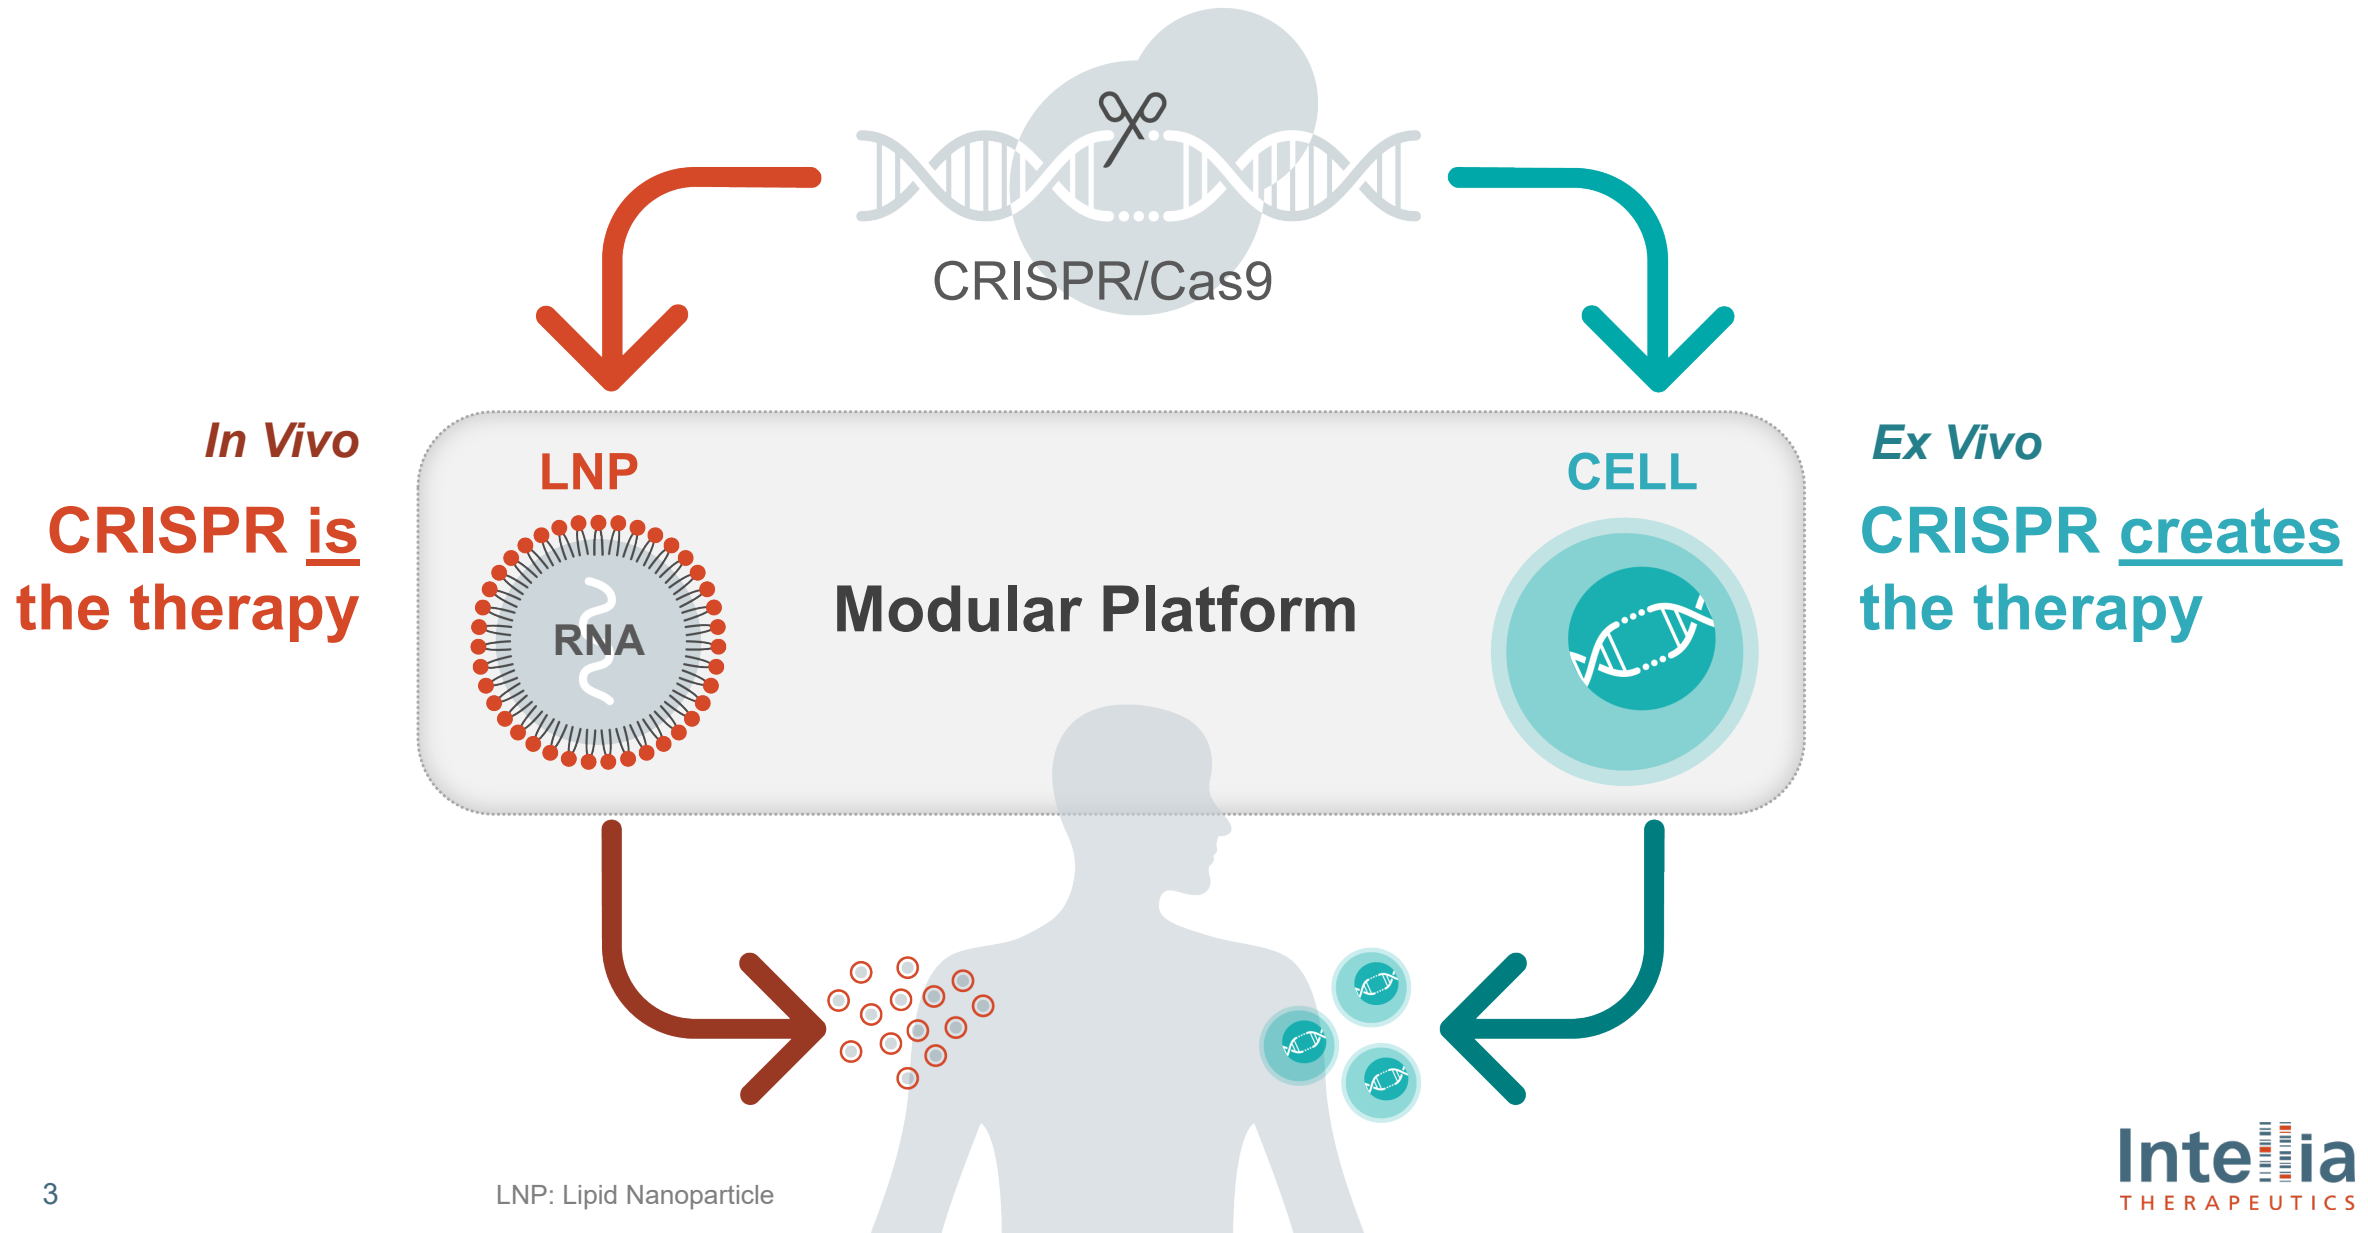 CRISPR/Cas9
In Vivo
CRISPR is
the therapy
LNP
RNA
Modular Platform
CELL
Ex Vivo
CRISPR creates
the therapy
3
LNP: Lipid Nanoparticle
Intellia
THERAPEUTICS